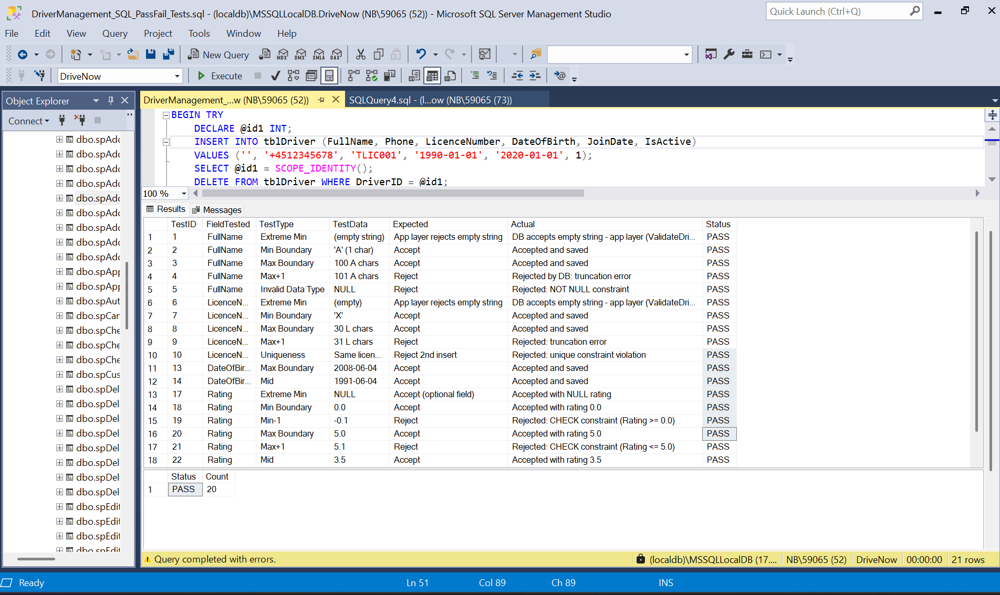 DriverManagement_SQL_PassFail_Tests.sql - (localdb)\MSSQLLocalDB.DriveNow (NB\59065 (52)) - Microsoft SQL Server Management Studio
Quick Launch (Ctrl+Q)
File Edit View Query Project Tools Window Help
New Query MDX DMX XMLA DAX
DriveNow Execute
Object Explorer
Connect
DriverManagement_...w (NB\59065 (52)) SQLQuery4.sql - (l...ow (NB\59065 (73))
dbo.spAdd
dbo.spAdd
dbo.spAdd
dbo.spAdd
dbo.spAdd
dbo.spAdd
dbo.spAdd
dbo.spAdd
dbo.spAdd
dbo.spApp
dbo.spApp
dbo.spAut
dbo.spCar
dbo.spChe
dbo.spChe
dbo.spChe
dbo.spCus
dbo.spDel
dbo.spDel
dbo.spDel
dbo.spDel
dbo.spDel
dbo.spDel
dbo.spDel
dbo.spDel
dbo.spEdit
dbo.spEdit
dbo.spEdit
dbo.spEdit
BEGIN TRY
DECLARE @id1 INT;
INSERT INTO tblDriver (FullName, Phone, LicenceNumber, DateOfBirth, JoinDate, IsActive)
VALUES ('', '+4512345678', 'TLIC001', '1990-01-01', '2020-01-01', 1);
SELECT @id1 = SCOPE_IDENTITY();
DELETE FROM tblDriver WHERE DriverID = @id1;
100 %
Results Messages
TestID FieldTested TestType TestData Expected Actual Status
1 1 FullName Extreme Min (empty string) App layer rejects empty string DB accepts empty string - app layer (ValidateDri... PASS
2 2 FullName Min Boundary 'A' (1 char) Accept Accepted and saved PASS
3 3 FullName Max Boundary 100 A chars Accept Accepted and saved PASS
4 4 FullName Max+1 101 A chars Reject Rejected by DB: truncation error PASS
5 5 FullName Invalid Data Type NULL Reject Rejected: NOT NULL constraint PASS
6 6 LicenceN... Extreme Min (empty) App layer rejects empty string DB accepts empty string - app layer (ValidateDri... PASS
7 7 LicenceN... Min Boundary 'X' Accept Accepted and saved PASS
8 8 LicenceN... Max Boundary 30 L chars Accept Accepted and saved PASS
9 9 LicenceN... Max+1 31 L chars Reject Rejected: truncation error PASS
10 10 LicenceN... Uniqueness Same licen... Reject 2nd insert Rejected: unique constraint violation PASS
11 13 DateOfBir... Max Boundary 2008-06-04 Accept Accepted and saved PASS
12 14 DateOfBir... Mid 1991-06-04 Accept Accepted and saved PASS
13 17 Rating Extreme Min NULL Accept (optional field) Accepted with NULL rating PASS
14 18 Rating Min Boundary 0.0 Accept Accepted with rating 0.0 PASS
15 19 Rating Min-1 -0.1 Reject Rejected: CHECK constraint (Rating >= 0.0) PASS
16 20 Rating Max Boundary 5.0 Accept Accepted with rating 5.0 PASS
17 21 Rating Max+1 5.1 Reject Rejected: CHECK constraint (Rating <= 5.0) PASS
18 22 Rating Mid 3.5 Accept Accepted with rating 3.5 PASS
Status Count
1 PASS 20
Query completed with errors. (localdb)\MSSQLLocalDB (17.... NB\59065 (52) DriveNow 00:00:00 21 rows
Ready Ln 51 Col 89 Ch 89 INS